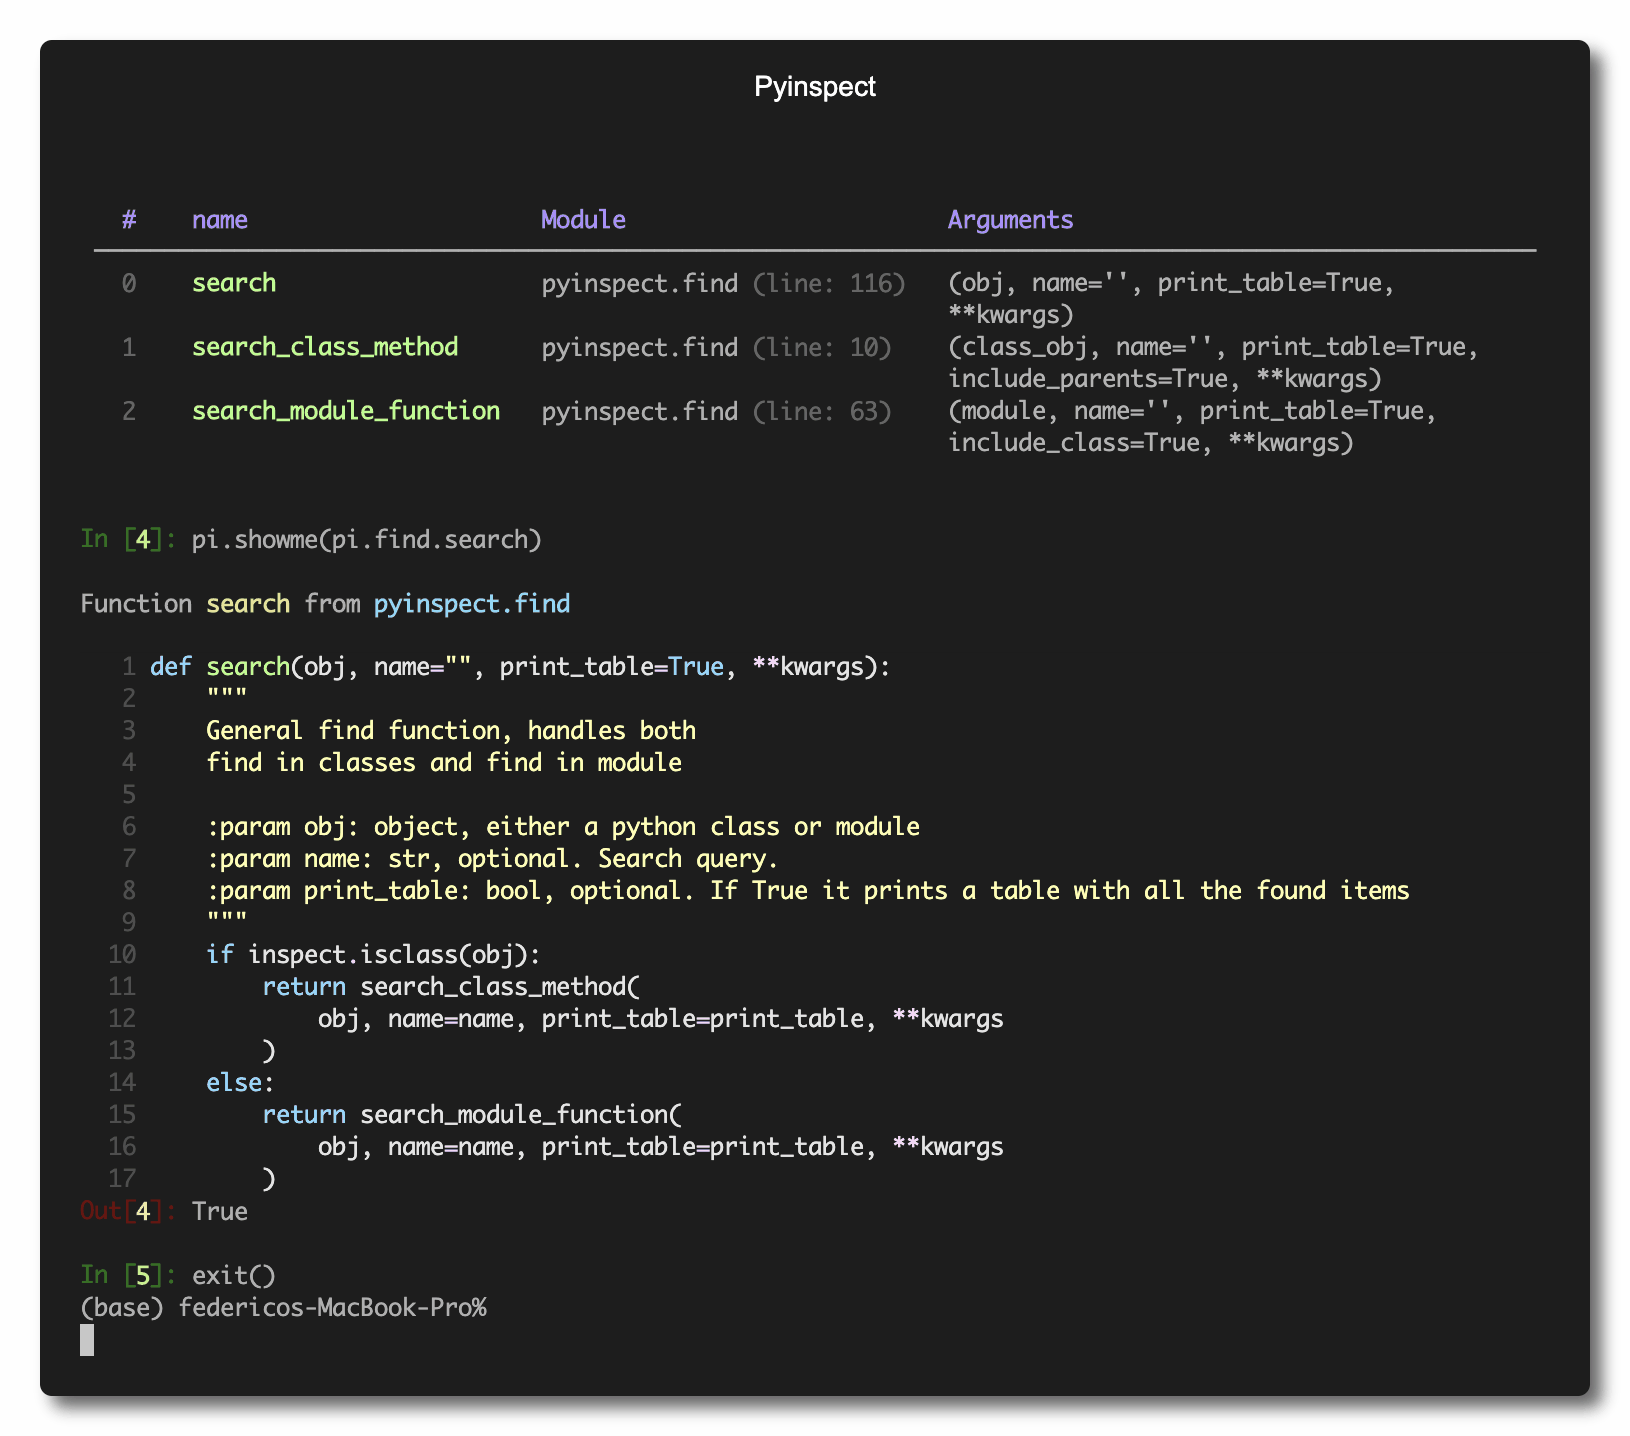 Pyinspect
#    name                     Module                       Arguments
0    search                   pyinspect.find (line: 116)   (obj, name='', print_table=True,
                                                           **kwargs)
1    search_class_method      pyinspect.find (line: 10)    (class_obj, name='', print_table=True,
                                                           include_parents=True, **kwargs)
2    search_module_function   pyinspect.find (line: 63)    (module, name='', print_table=True,
                                                           include_class=True, **kwargs)
In [4]: pi.showme(pi.find.search)
Function search from pyinspect.find
   1 def search(obj, name="", print_table=True, **kwargs):
   2     """
   3     General find function, handles both
   4     find in classes and find in module
   5
   6     :param obj: object, either a python class or module
   7     :param name: str, optional. Search query.
   8     :param print_table: bool, optional. If True it prints a table with all the found items
   9     """
  10     if inspect.isclass(obj):
  11         return search_class_method(
  12             obj, name=name, print_table=print_table, **kwargs
  13         )
  14     else:
  15         return search_module_function(
  16             obj, name=name, print_table=print_table, **kwargs
  17         )
Out[4]: True
In [5]: exit()
(base) federicos-MacBook-Pro%